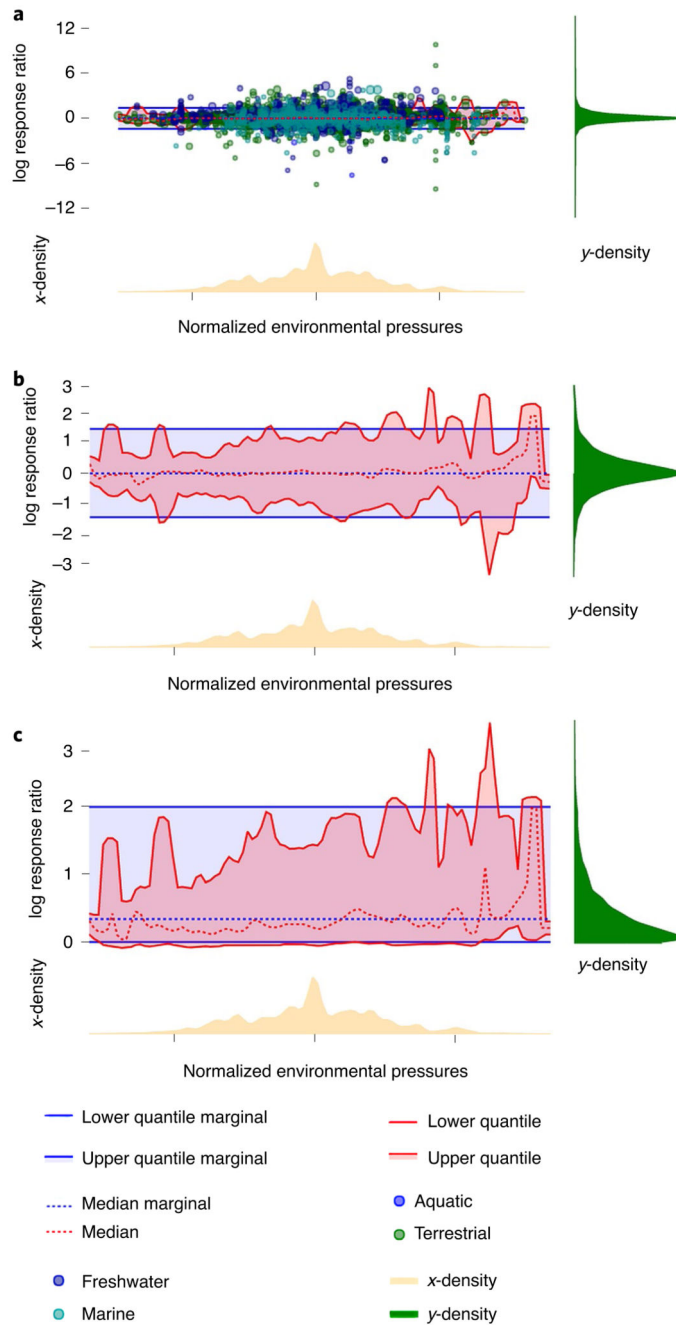 a
12
6
0
–6
–12
log response ratio
x-density
y-density
Normalized environmental pressures
b
3
2
1
0
–1
–2
–3
log response ratio
x-density
y-density
Normalized environmental pressures
c
3
2
1
0
log response ratio
x-density
y-density
Normalized environmental pressures
Lower quantile marginal
Lower quantile
Upper quantile marginal
Upper quantile
Median marginal
Aquatic
Median
Terrestrial
Freshwater
x-density
Marine
y-density